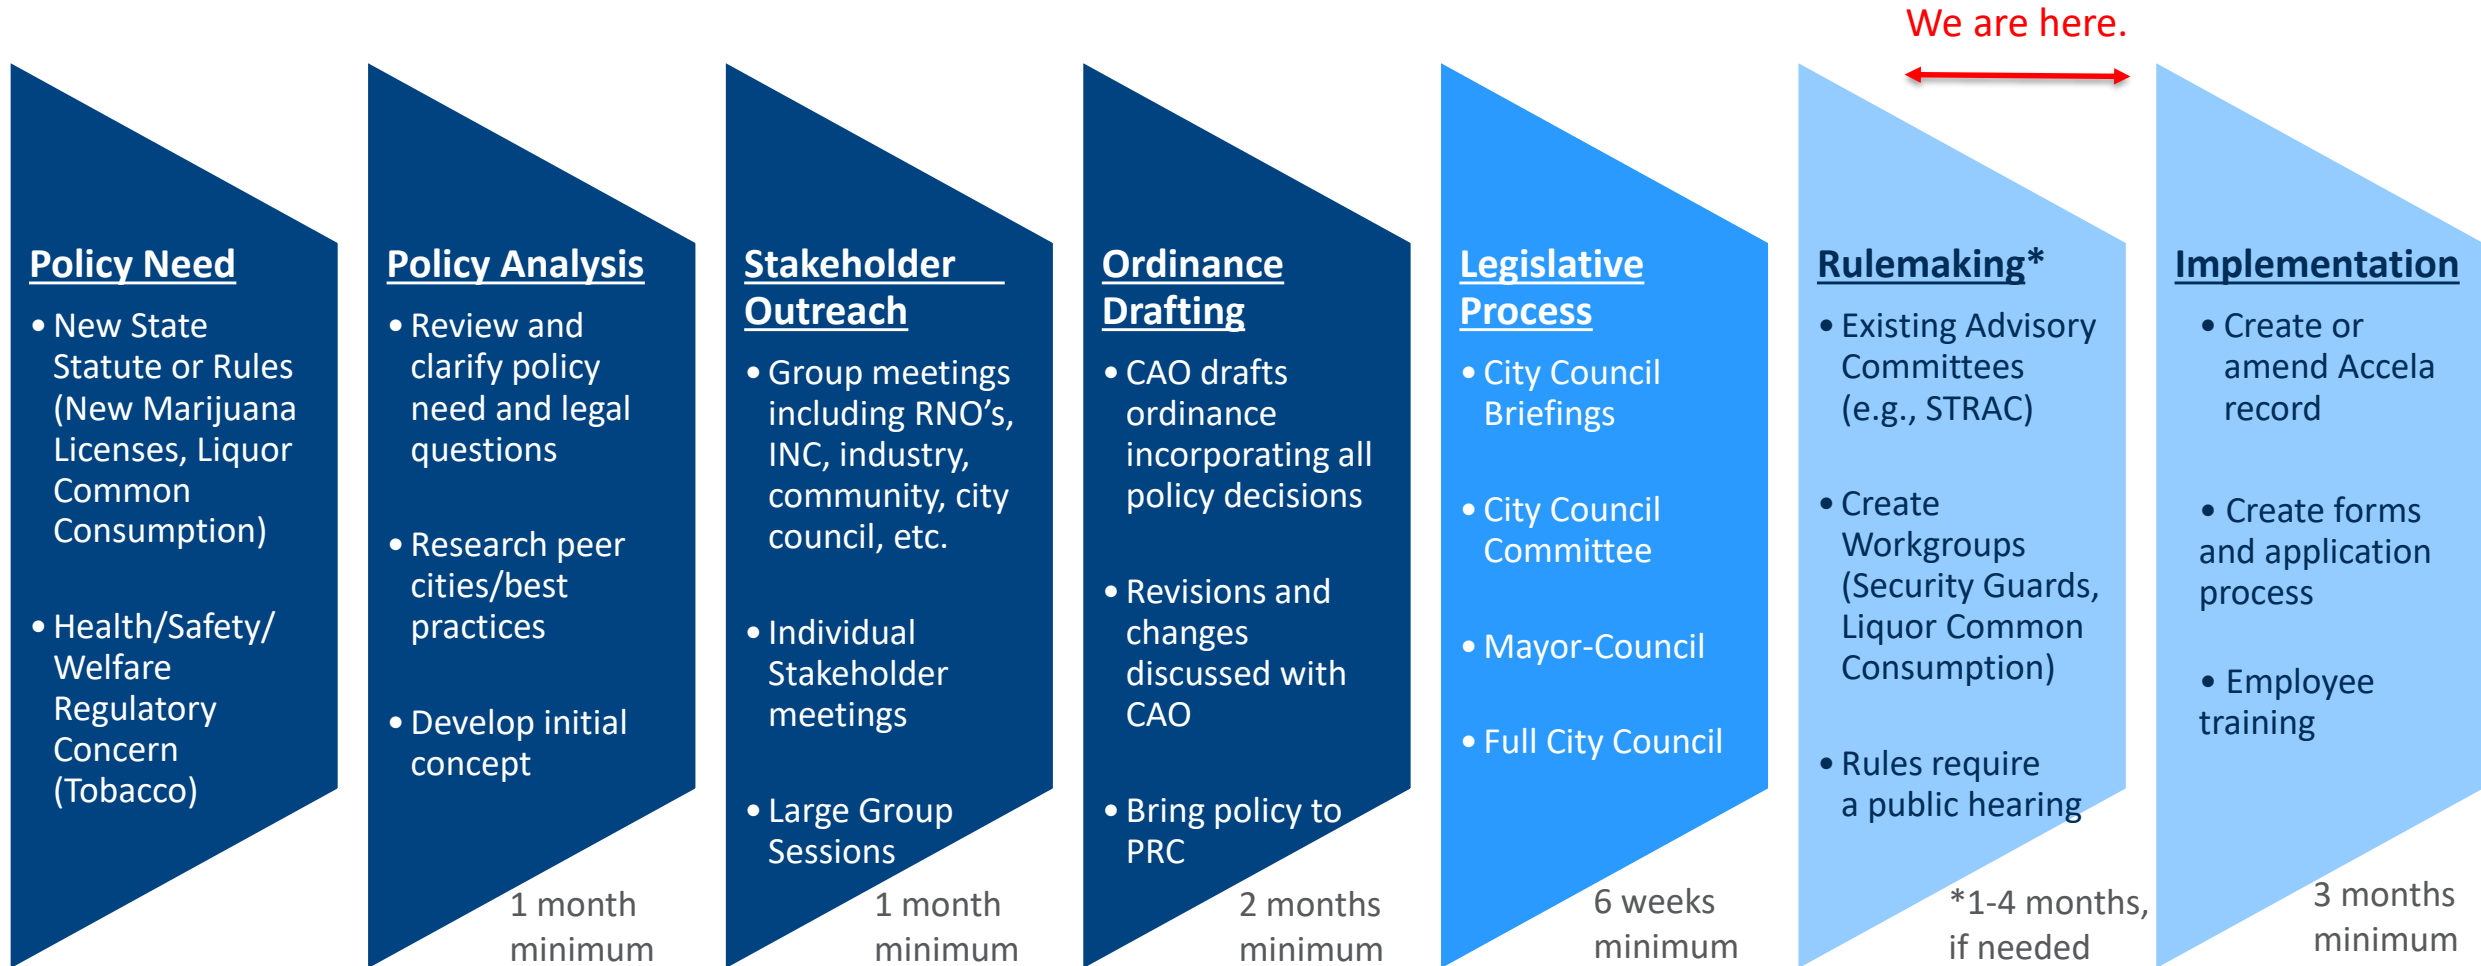 We are here.
Policy Need
• New State
Statute or Rules
(New Marijuana
Licenses, Liquor
Common
Consumption)
• Health/Safety/
Welfare
Regulatory
Concern
(Tobacco)
Policy Analysis
• Review and
clarify policy
need and legal
questions
• Research peer
cities/best
practices
• Develop initial
concept
1 month
minimum
Stakeholder
Outreach
• Group meetings
including RNO’s,
INC, industry,
community, city
council, etc.
• Individual
Stakeholder
meetings
• Large Group
Sessions
1 month
minimum
Ordinance
Drafting
• CAO drafts
ordinance
incorporating all
policy decisions
• Revisions and
changes
discussed with
CAO
• Bring policy to
PRC
2 months
minimum
Legislative
Process
• City Council
Briefings
• City Council
Committee
• Mayor-Council
• Full City Council
6 weeks
minimum
Rulemaking*
• Existing Advisory
Committees
(e.g., STRAC)
• Create
Workgroups
(Security Guards,
Liquor Common
Consumption)
• Rules require
a public hearing
*1-4 months,
if needed
Implementation
• Create or
amend Accela
record
• Create forms
and application
process
• Employee
training
3 months
minimum